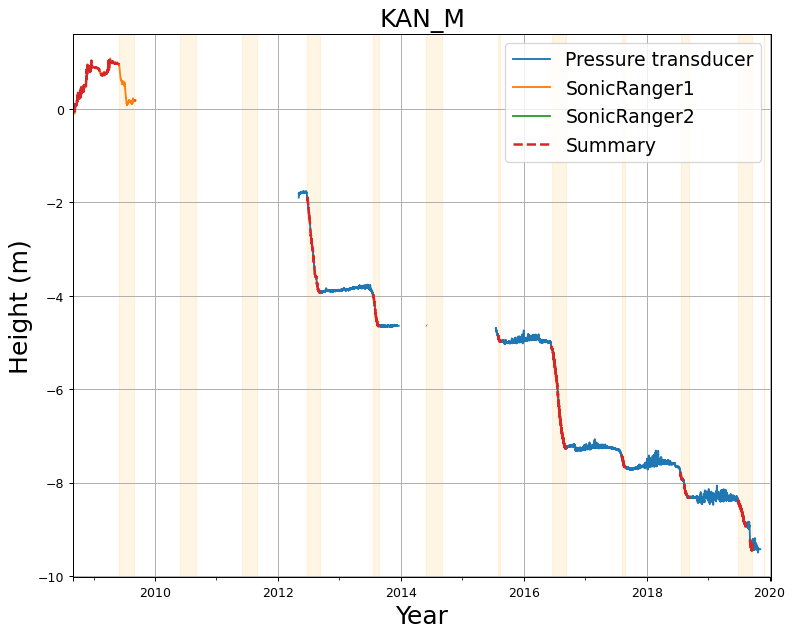 KAN_M
Pressure transducer
SonicRanger1
SonicRanger2
Summary
Height (m)
0
−2
−4
−6
−8
−10
2010
2012
2014
2016
2018
2020
Year